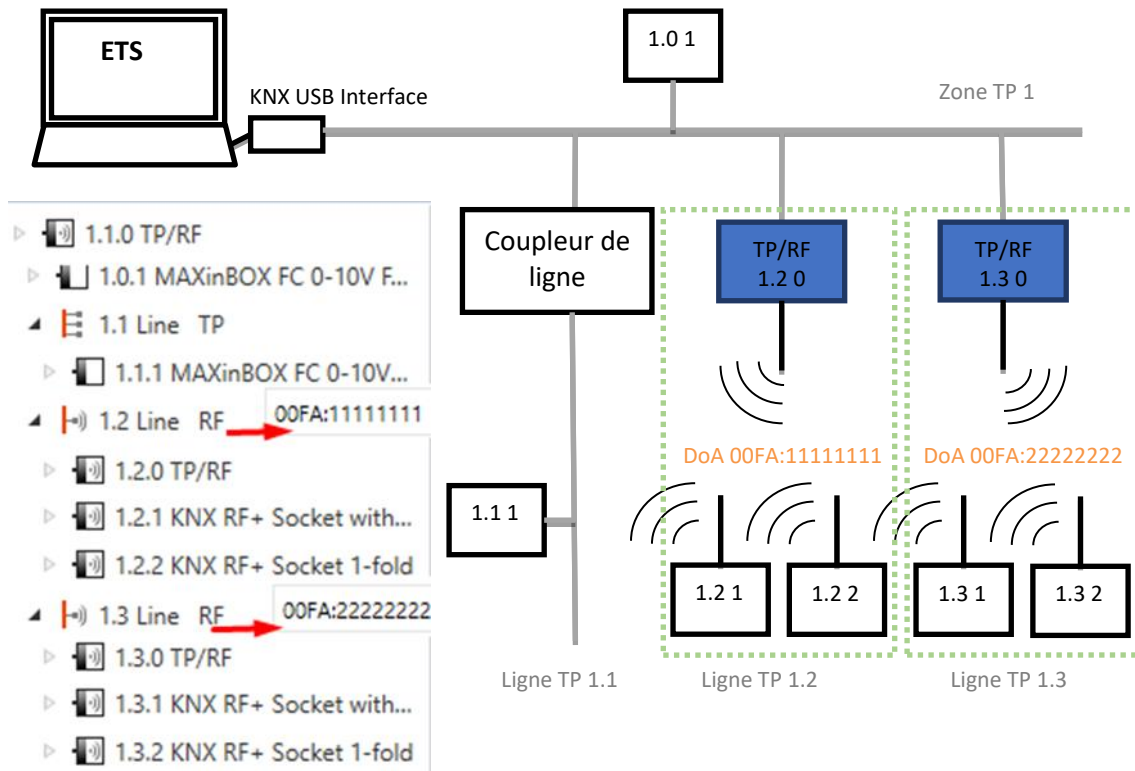 ETS
KNX USB Interface
1.0 1
Zone TP 1
1.1.0 TP/RF
1.0.1 MAXinBOX FC 0-10V F...
1.1 Line TP
1.1.1 MAXinBOX FC 0-10V...
1.2 Line RF
00FA:11111111
1.2.0 TP/RF
1.2.1 KNX RF+ Socket with...
1.2.2 KNX RF+ Socket 1-fold
1.3 Line RF
00FA:22222222
1.3.0 TP/RF
1.3.1 KNX RF+ Socket with...
1.3.2 KNX RF+ Socket 1-fold
Coupleur de
ligne
1.1 1
Ligne TP 1.1
TP/RF
1.2 0
DoA 00FA:11111111
1.2 1
1.2 2
Ligne TP 1.2
TP/RF
1.3 0
DoA 00FA:22222222
1.3 1
1.3 2
Ligne TP 1.3